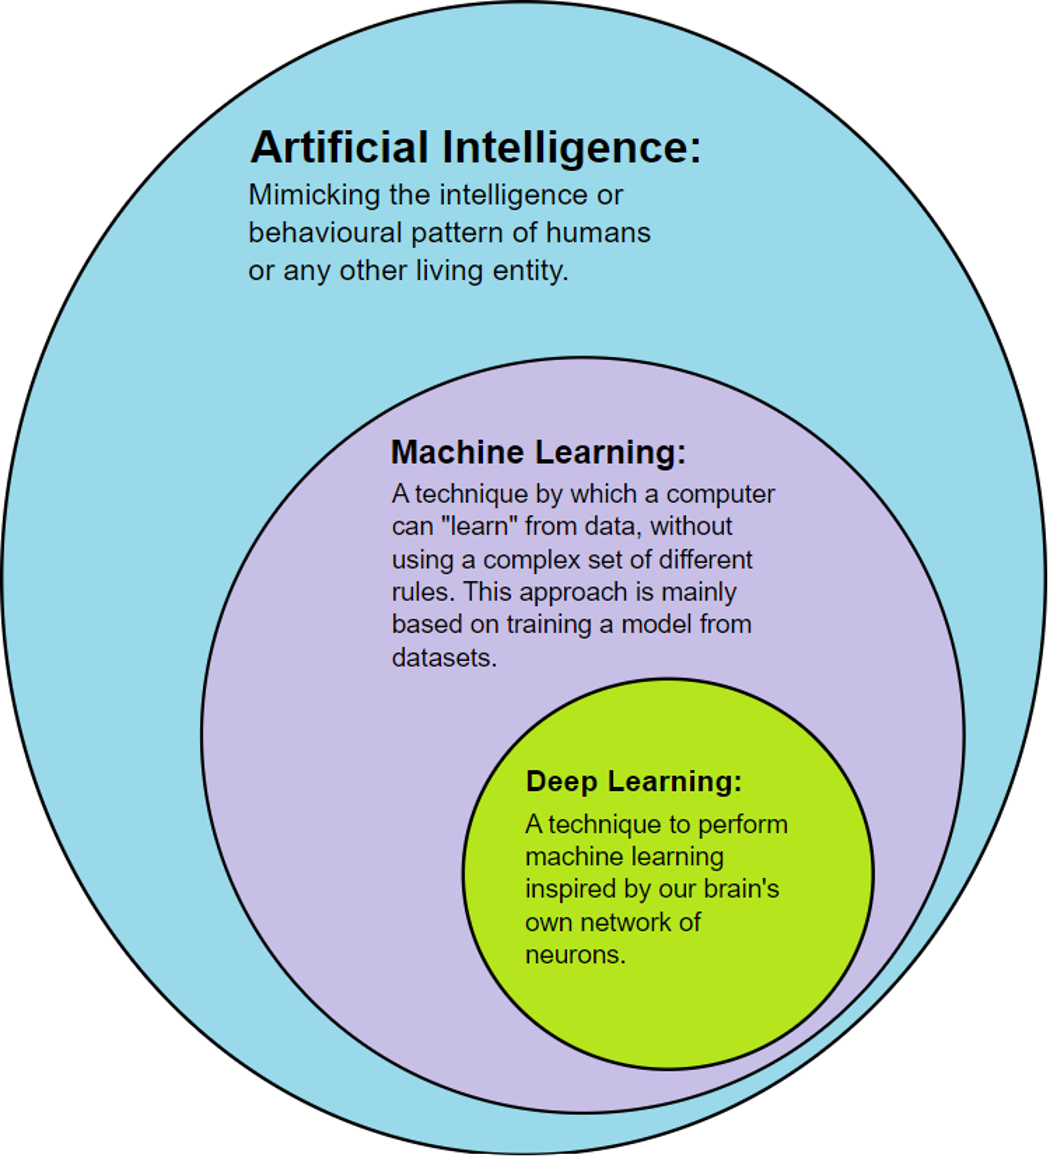 Artificial Intelligence:
Mimicking the intelligence or
behavioural pattern of humans
or any other living entity.
Machine Learning:
A technique by which a computer
can "learn" from data, without
using a complex set of different
rules. This approach is mainly
based on training a model from
datasets.
Deep Learning:
A technique to perform
machine learning
inspired by our brain's
own network of
neurons.